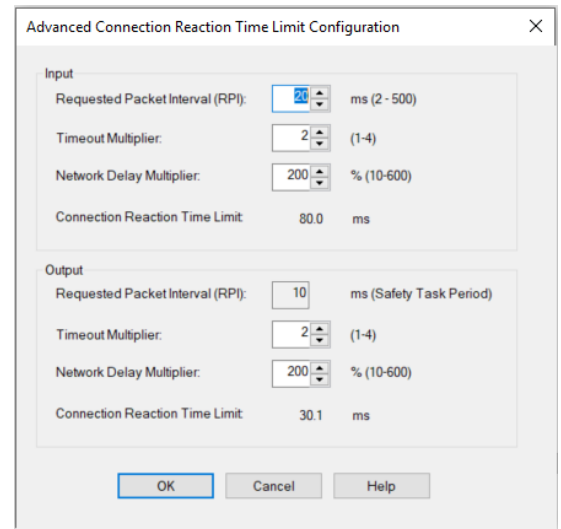 Advanced Connection Reaction Time Limit Configuration
Input
Requested Packet Interval (RPI): 20 ms (2 - 500)
Timeout Multiplier: 2 (1-4)
Network Delay Multiplier: 200 % (10-600)
Connection Reaction Time Limit 80.0 ms
Output
Requested Packet Interval (RPI): 10 ms (Safety Task Period)
Timeout Multiplier: 2 (1-4)
Network Delay Multiplier: 200 % (10-600)
Connection Reaction Time Limit 30.1 ms
OK Cancel Help